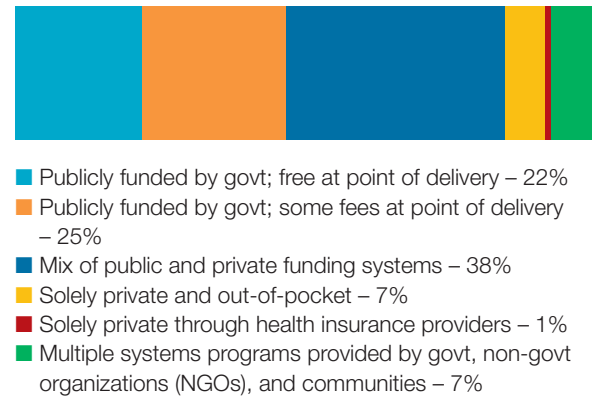 Publicly funded by govt; free at point of delivery – 22%
Publicly funded by govt; some fees at point of delivery
– 25%
Mix of public and private funding systems – 38%
Solely private and out-of-pocket – 7%
Solely private through health insurance providers – 1%
Multiple systems programs provided by govt, non-govt
organizations (NGOs), and communities – 7%